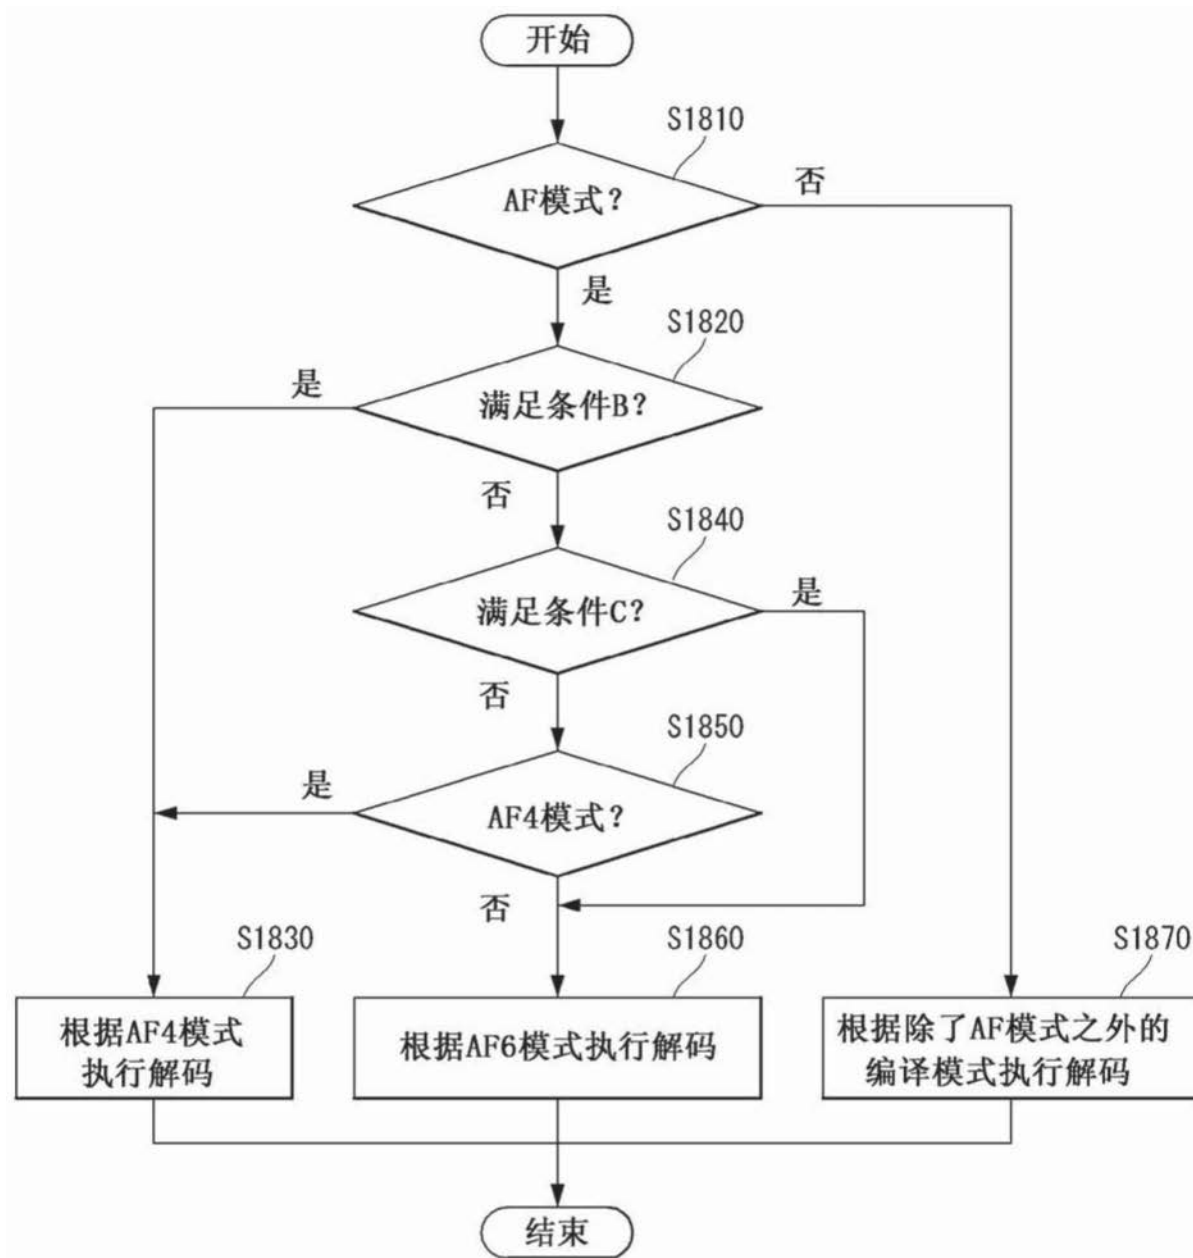 开始
S1810
AF模式？
否
是
S1820
是
满足条件B？
否
S1840
满足条件C？
是
否
S1850
是
AF4模式？
否
S1830
S1860
S1870
根据AF4模式
执行解码
根据AF6模式执行解码
根据除了AF模式之外的
编译模式执行解码
结束